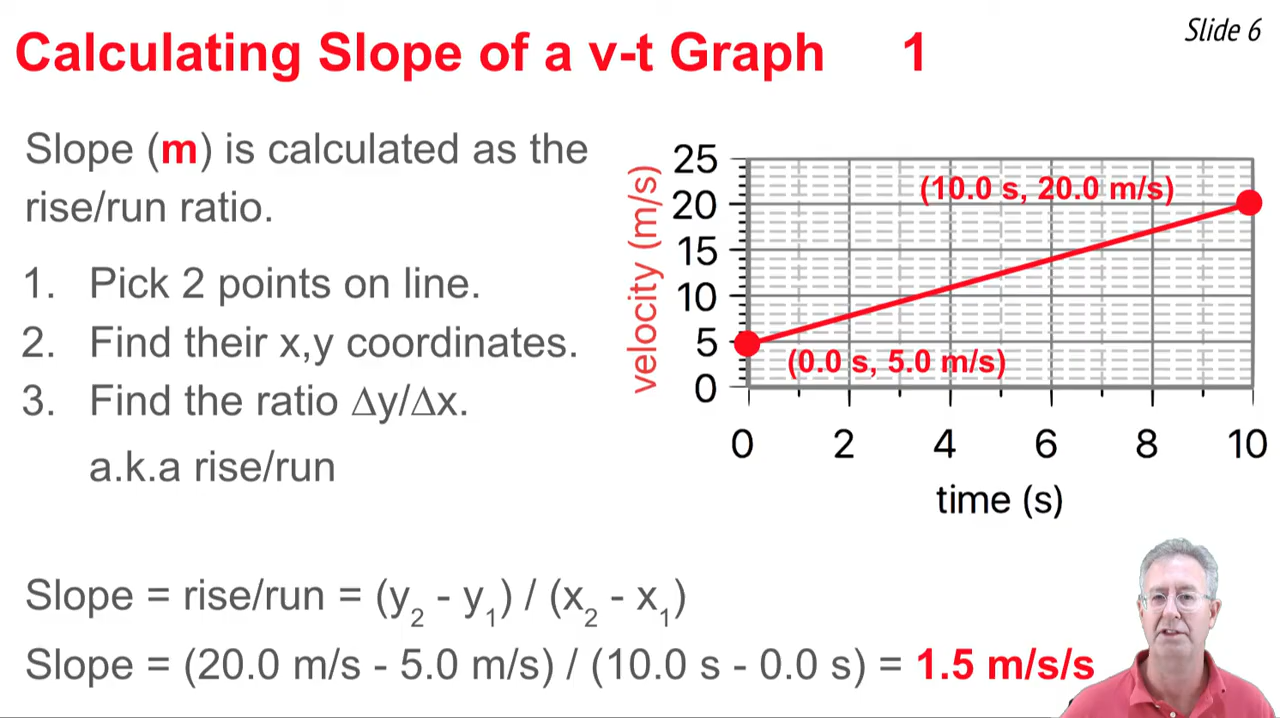 Slide 6
Calculating Slope of a v-t Graph 1
Slope (m) is calculated as the
rise/run ratio.
1. Pick 2 points on line.
2. Find their x,y coordinates.
3. Find the ratio Δy/Δx.
a.k.a rise/run
velocity (m/s)
25
20
15
10
5
0
(10.0 s, 20.0 m/s)
(0.0 s, 5.0 m/s)
0 2 4 6 8 10
time (s)
Slope = rise/run = (y₂ - y₁) / (x₂ - x₁)
Slope = (20.0 m/s - 5.0 m/s) / (10.0 s - 0.0 s) = 1.5 m/s/s